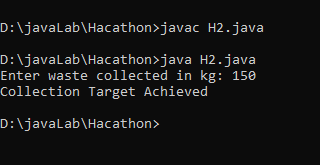 D:\javaLab\Hacathon>javac H2.java
D:\javaLab\Hacathon>java H2.java
Enter waste collected in kg: 150
Collection Target Achieved
D:\javaLab\Hacathon>